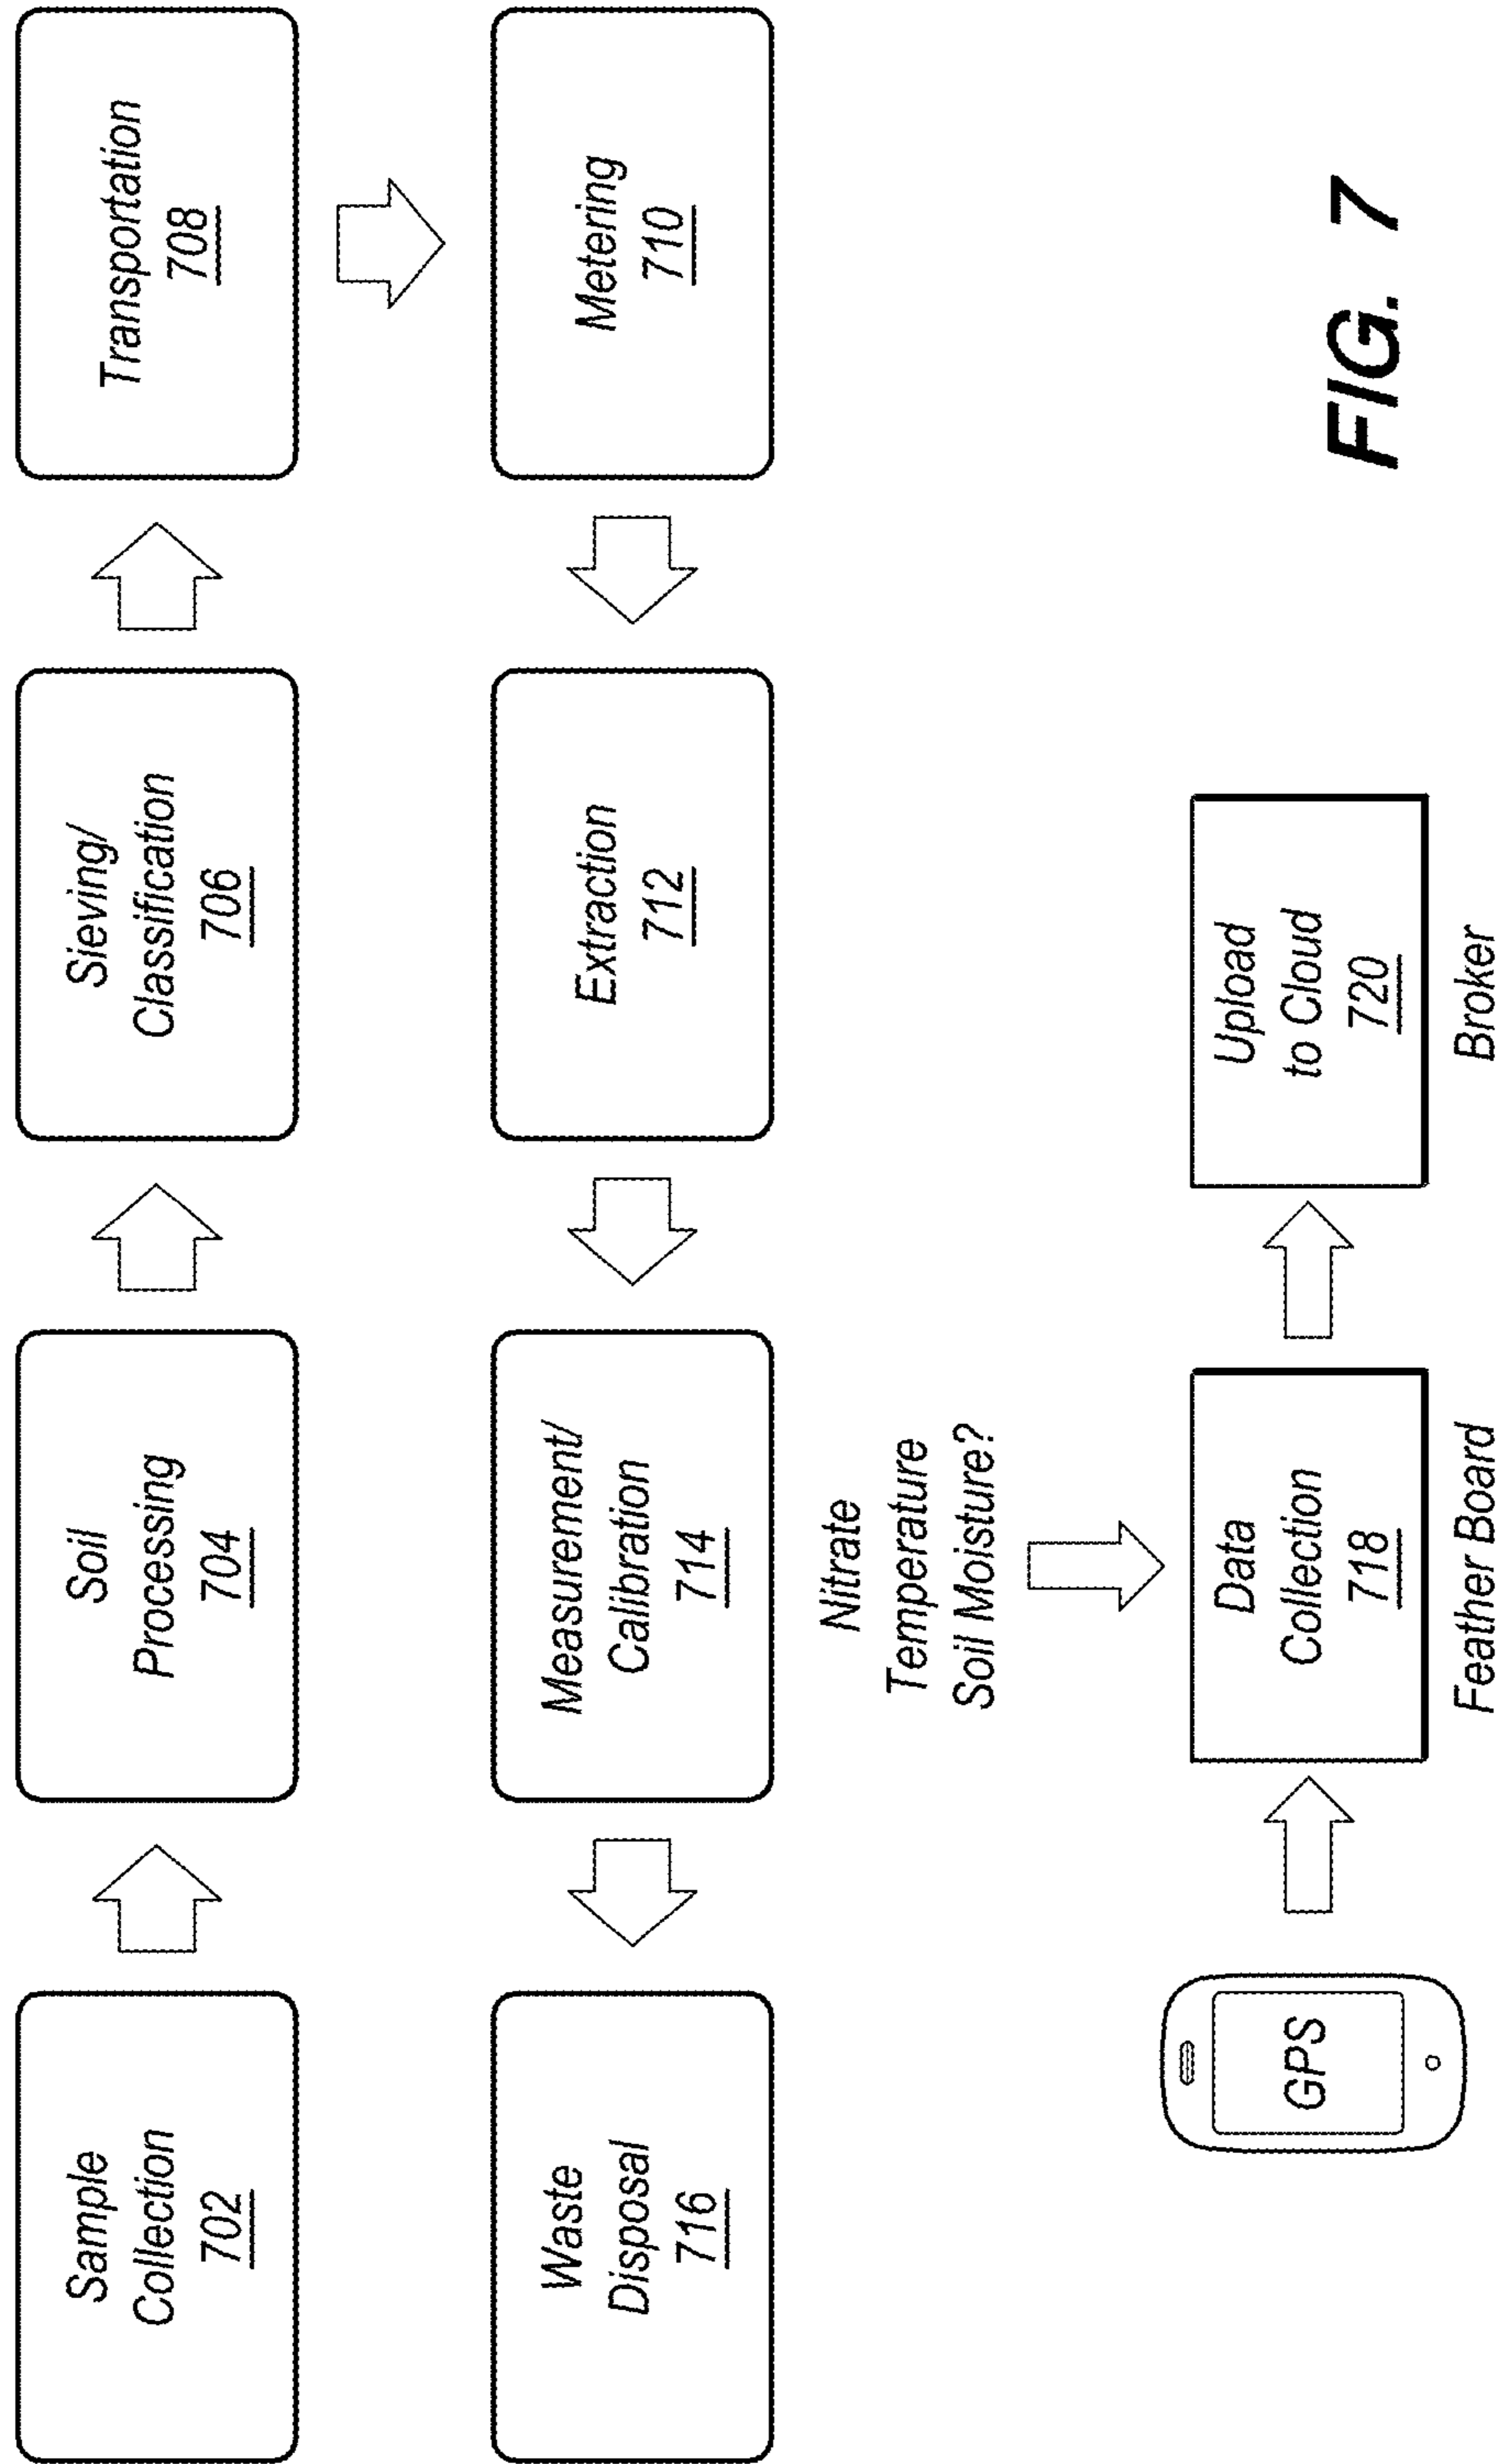 Sample
Collection
702
Soil
Processing
704
Sieving/
Classification
706
Transportation
708
Metering
710
Extraction
712
Measurement/
Calibration
714
Waste
Disposal
716
Nitrate
Temperature
Soil Moisture?
GPS
Data
Collection
718
Feather Board
Upload
to Cloud
720
Broker
FIG. 7